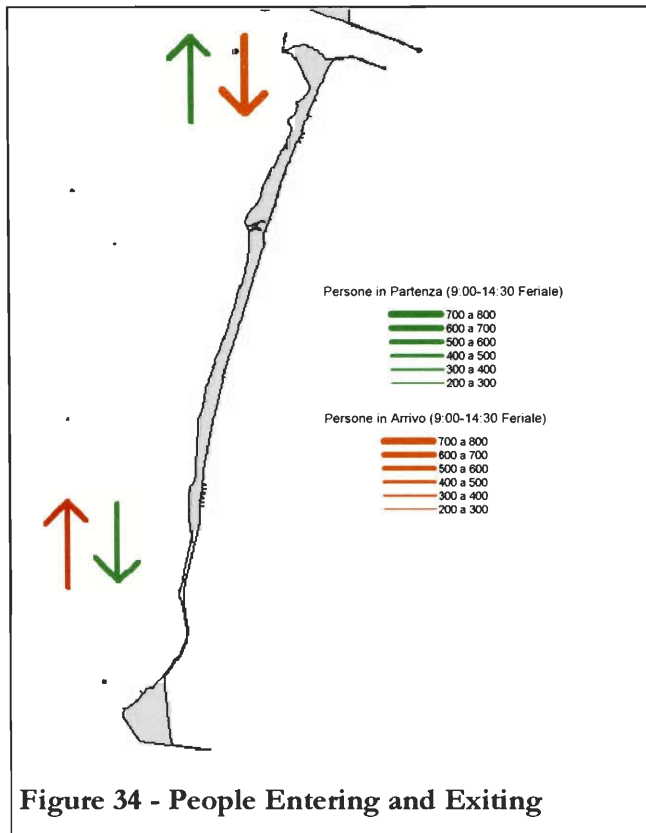 Persone in Partenza (9:00-14:30 Feriale)
700 a 800
600 a 700
500 a 600
400 a 500
300 a 400
200 a 300
Persone in Arrivo (9:00-14:30 Feriale)
700 a 800
600 a 700
500 a 600
400 a 500
300 a 400
200 a 300
Figure 34 - People Entering and Exiting